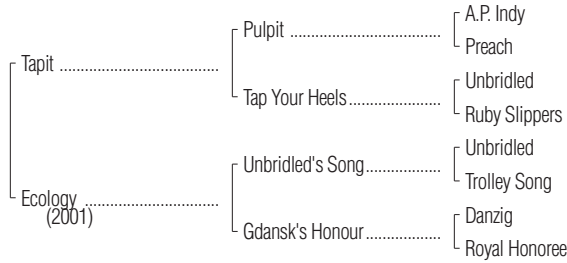 A.P. Indy
Pulpit ..........................................
Preach
Tapit ..........................................
Unbridled
Tap Your Heels .........................
Ruby Slippers
Unbridled
Unbridled's Song .....................
Trolley Song
Ecology ...................................
(2001)
Danzig
Gdansk's Honour .....................
Royal Honoree